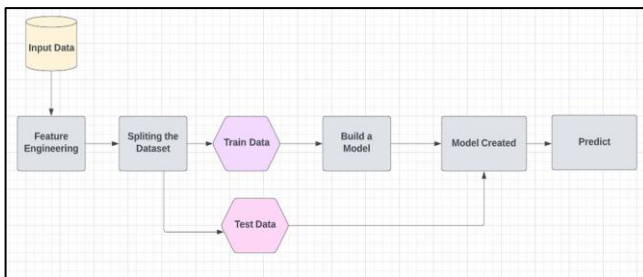 Input Data
Feature
Engineering
Spliting the
Dataset
Train Data
Build a
Model
Model Created
Predict
Test Data